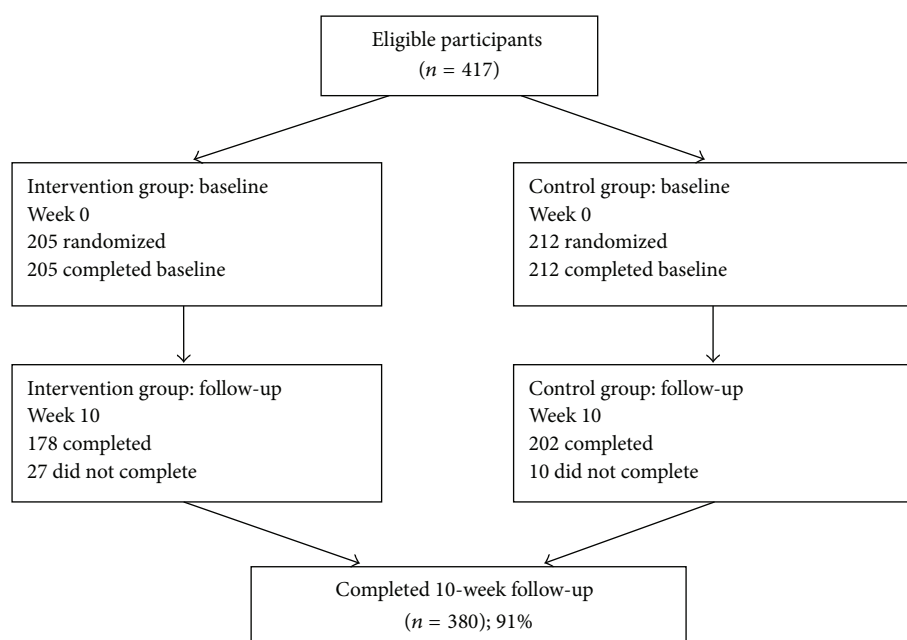 Eligible participants
(n = 417)
Intervention group: baseline
Week 0
205 randomized
205 completed baseline
Control group: baseline
Week 0
212 randomized
212 completed baseline
Intervention group: follow-up
Week 10
178 completed
27 did not complete
Control group: follow-up
Week 10
202 completed
10 did not complete
Completed 10-week follow-up
(n = 380); 91%